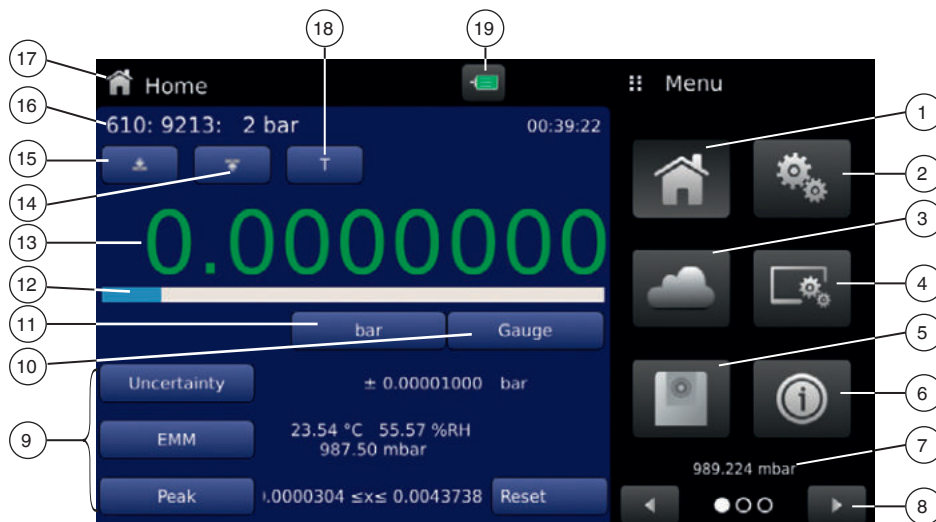 18
19
17
Home
Menu
16
610: 9213: 2 bar
00:39:22
1
15
T
2
14
3
13
0.0000000
12
4
11
bar
Gauge
5
10
Uncertainty
± 0.00001000 bar
6
9
EMM
23.54 °C 55.57 %RH
987.50 mbar
7
989.224 mbar
Peak
.0000304 ≤x≤ 0.0043738
Reset
8